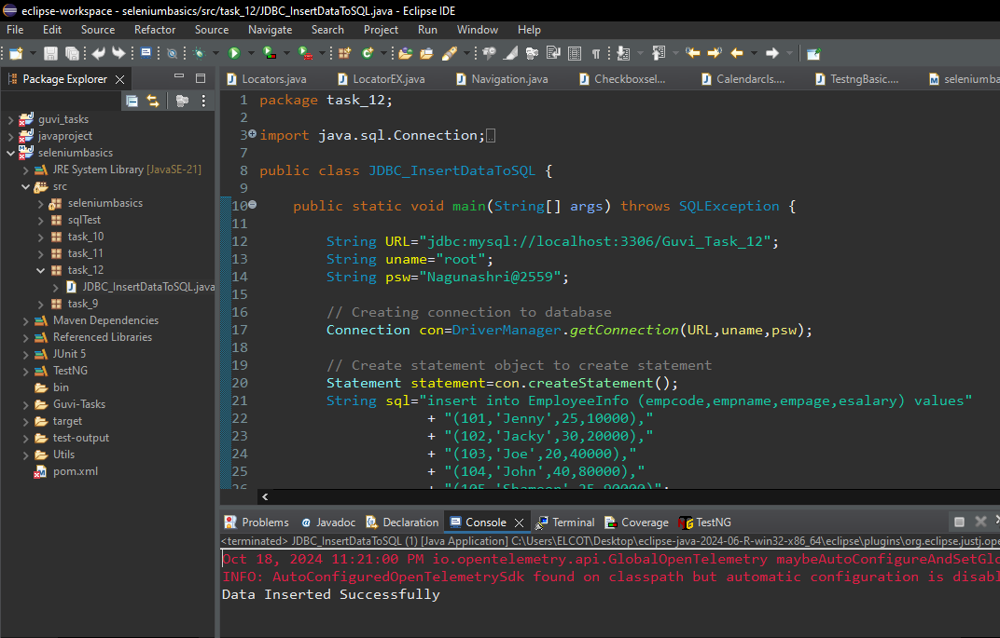 eclipse-workspace - seleniumbasics/src/task_12/JDBC_InsertDataToSQL.java - Eclipse IDE
File Edit Source Refactor Source Navigate Search Project Run Window Help
Package Explorer
guvi_tasks
javaproject
seleniumbasics
JRE System Library [JavaSE-21]
src
seleniumbasics
sqlTest
task_10
task_11
task_12
JDBC_InsertDataToSQL.java
task_9
Maven Dependencies
Referenced Libraries
JUnit 5
TestNG
bin
Guvi-Tasks
target
test-output
Utils
pom.xml
Locators.java LocatorEX.java Navigation.java Checkboxsel... Calendarcls.... TestngBasic.... seleniumba
1 package task_12;
2
3 import java.sql.Connection;
7
8 public class JDBC_InsertDataToSQL {
9
10 public static void main(String[] args) throws SQLException {
11
12 String URL="jdbc:mysql://localhost:3306/Guvi_Task_12";
13 String uname="root";
14 String psw="Nagunashri@2559";
15
16 // Creating connection to database
17 Connection con=DriverManager.getConnection(URL,uname,psw);
18
19 // Create statement object to create statement
20 Statement statement=con.createStatement();
21 String sql="insert into EmployeeInfo (empcode,empname,empage,esalary) values"
22 + "(101,'Jenny',25,10000),"
23 + "(102,'Jacky',30,20000),"
24 + "(103,'Joe',20,40000),"
25 + "(104,'John',40,80000),"
26 + "(105,'Shameer',25,90000)";
Problems Javadoc Declaration Console Terminal Coverage TestNG
<terminated> JDBC_InsertDataToSQL (1) [Java Application] C:\Users\ELCOT\Desktop\eclipse-java-2024-06-R-win32-x86_64\eclipse\plugins\org.eclipse.justj.ope
Oct 18, 2024 11:21:00 PM io.opentelemetry.api.GlobalOpenTelemetry maybeAutoConfigureAndSetGlo
INFO: AutoConfiguredOpenTelemetrySdk found on classpath but automatic configuration is disabl
Data Inserted Successfully